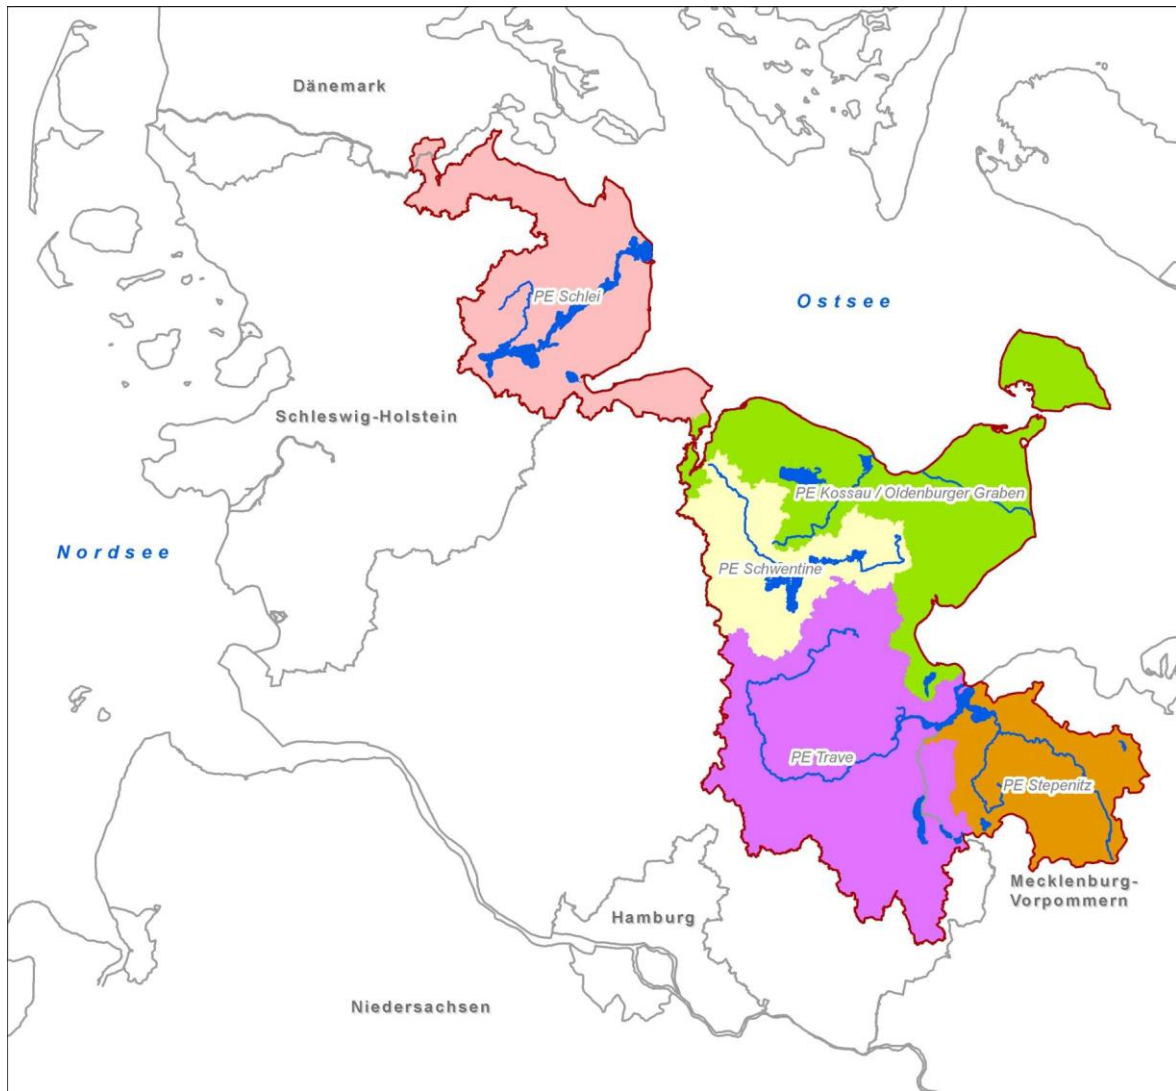 Dänemark
PE Schlei
Ostsee
Schleswig-Holstein
PE Kossau / Oldenburger Graben
Nordsee
PE Schwentine
PE Trave
PE Stepenitz
Mecklenburg-
Vorpommern
Hamburg
Niedersachsen